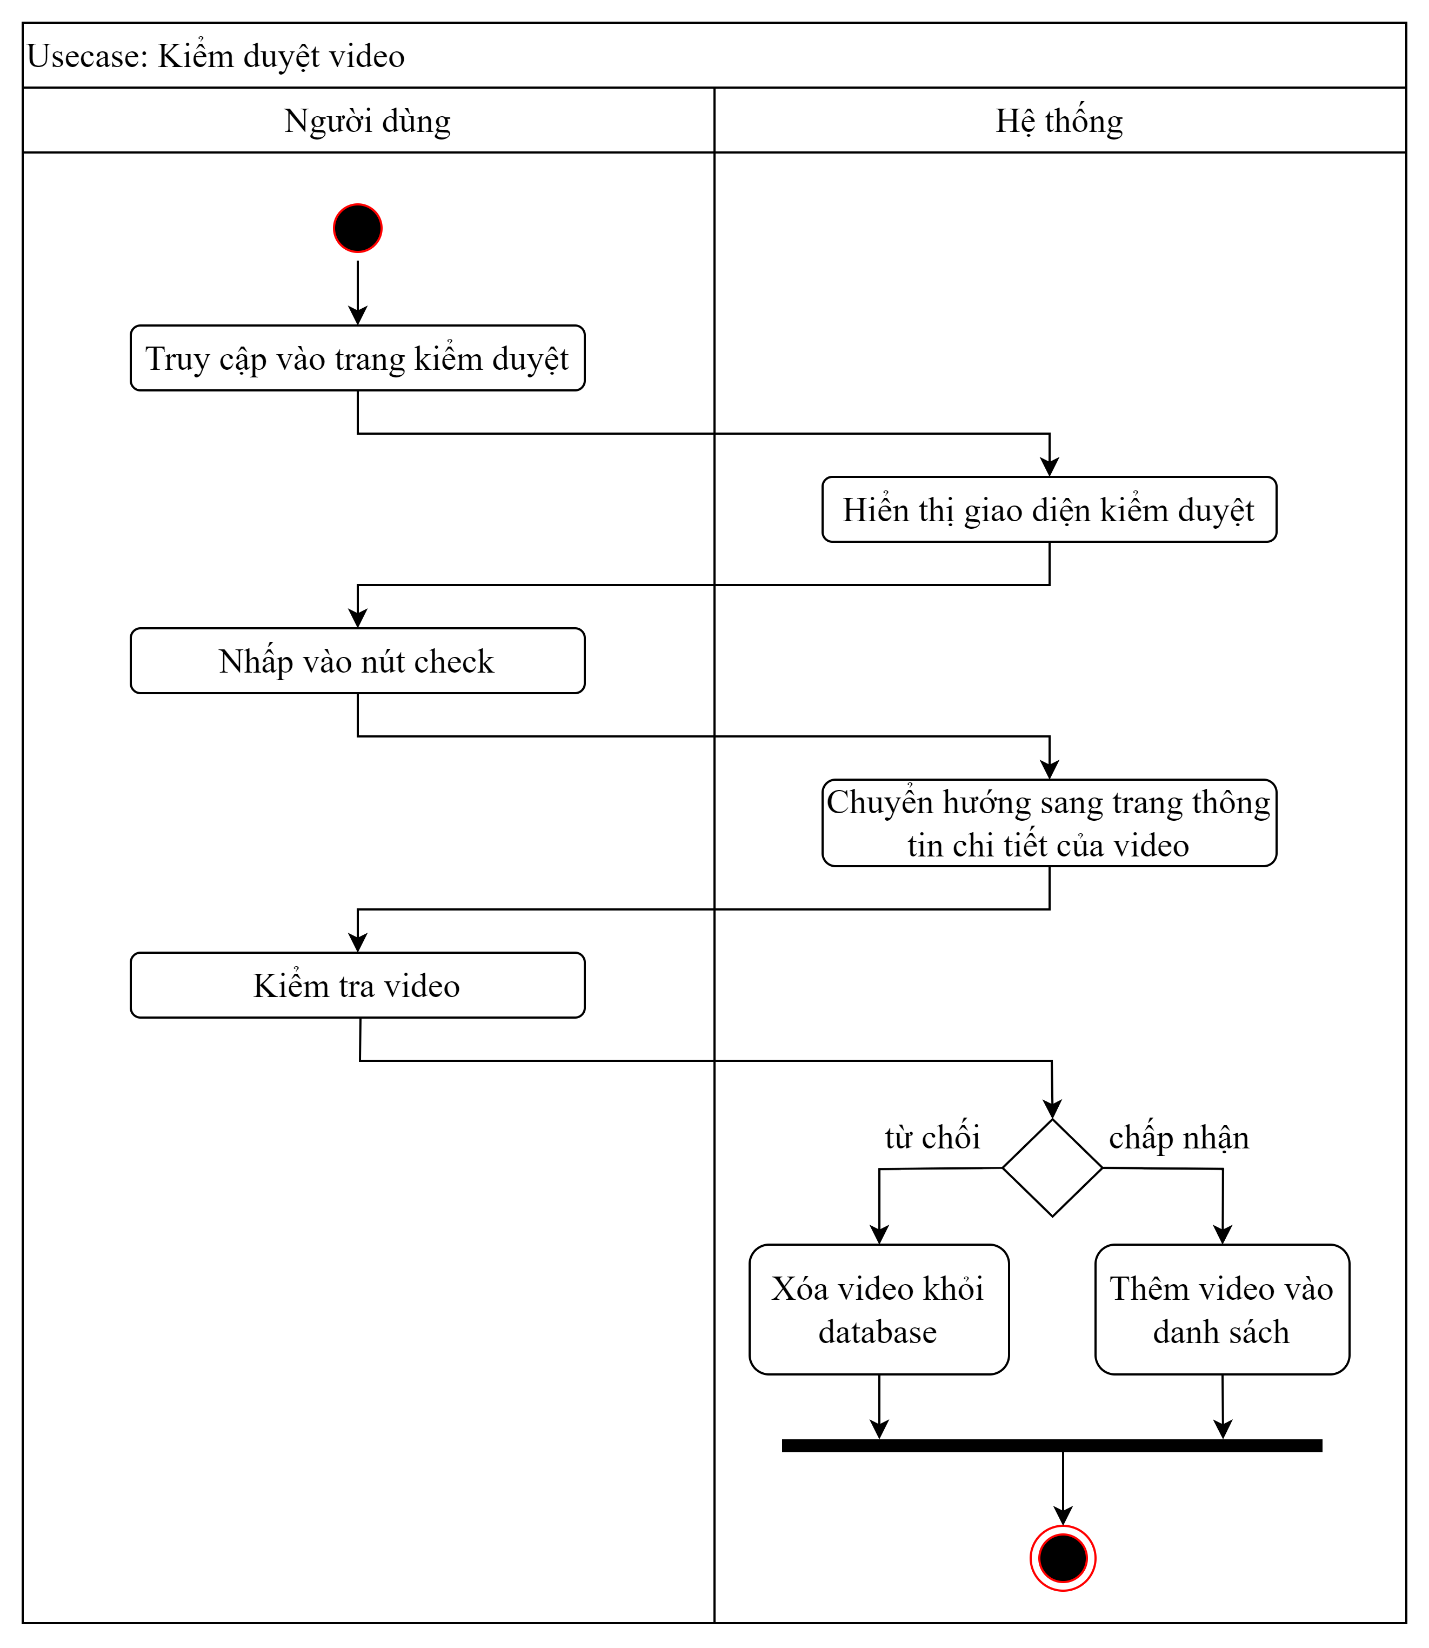 Usecase: Kiểm duyệt video
Người dùng
Hệ thống
Truy cập vào trang kiểm duyệt
Hiển thị giao diện kiểm duyệt
Nhấp vào nút check
Chuyển hướng sang trang thông
tin chi tiết của video
Kiểm tra video
từ chối
chấp nhận
Xóa video khỏi
database
Thêm video vào
danh sách